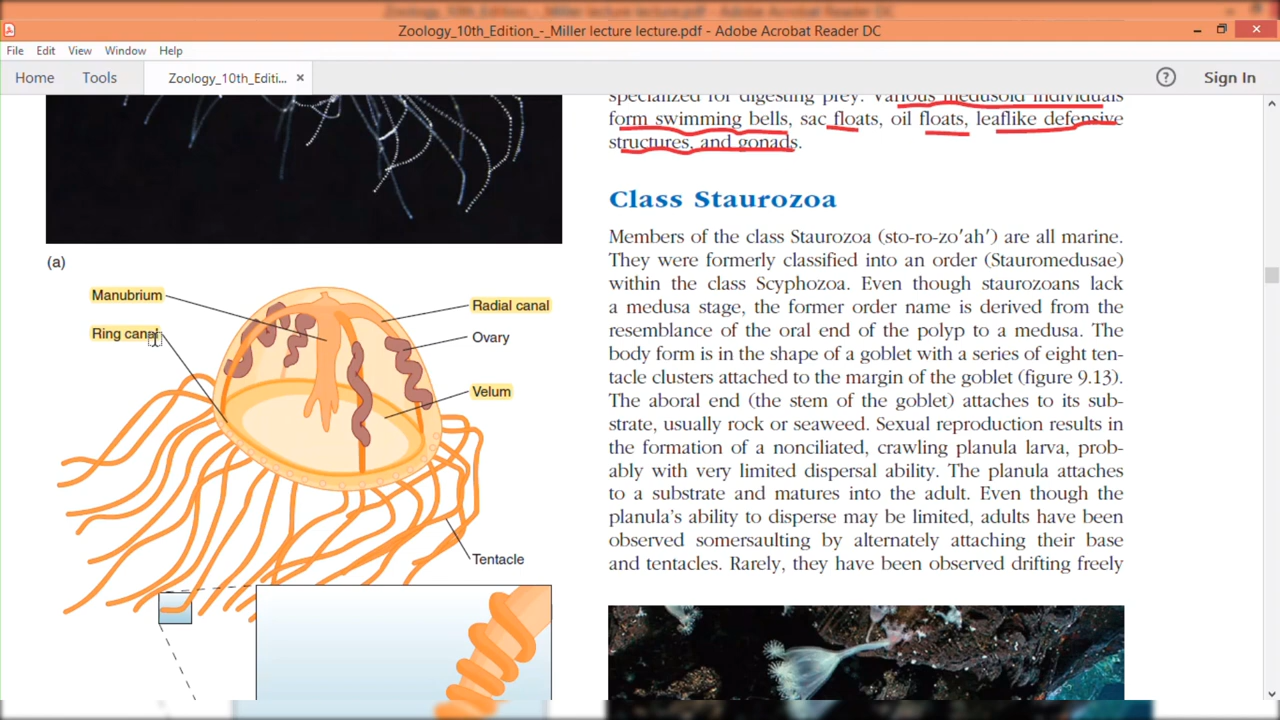 Zoology_10th_Edition_-_Miller lecture lecture.pdf - Adobe Acrobat Reader DC
File Edit View Window Help
Home Tools Zoology_10th_Editi... × ? Sign In
(a)
Manubrium
Ring canal
Radial canal
Ovary
Velum
Tentacle
specialized for digesting prey. Various medusoid individuals
form swimming bells, sac floats, oil floats, leaflike defensive
structures, and gonads.
Class Staurozoa
Members of the class Staurozoa (sto-ro-zo′ah′) are all marine.
They were formerly classified into an order (Stauromedusae)
within the class Scyphozoa. Even though staurozoans lack
a medusa stage, the former order name is derived from the
resemblance of the oral end of the polyp to a medusa. The
body form is in the shape of a goblet with a series of eight ten-
tacle clusters attached to the margin of the goblet (figure 9.13).
The aboral end (the stem of the goblet) attaches to its sub-
strate, usually rock or seaweed. Sexual reproduction results in
the formation of a nonciliated, crawling planula larva, prob-
ably with very limited dispersal ability. The planula attaches
to a substrate and matures into the adult. Even though the
planula's ability to disperse may be limited, adults have been
observed somersaulting by alternately attaching their base
and tentacles. Rarely, they have been observed drifting freely